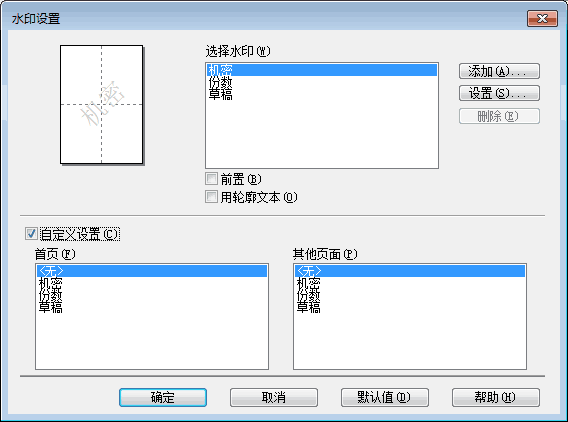 水印设置
机密
选择水印(W)
机密
份数
草稿
添加(A)...
设置(S)...
删除(E)
前置(B)
用轮廓文本(O)
自定义设置(C)
首页(F)
<无>
机密
份数
草稿
其他页面(P)
<无>
机密
份数
草稿
确定
取消
默认值(D)
帮助(H)